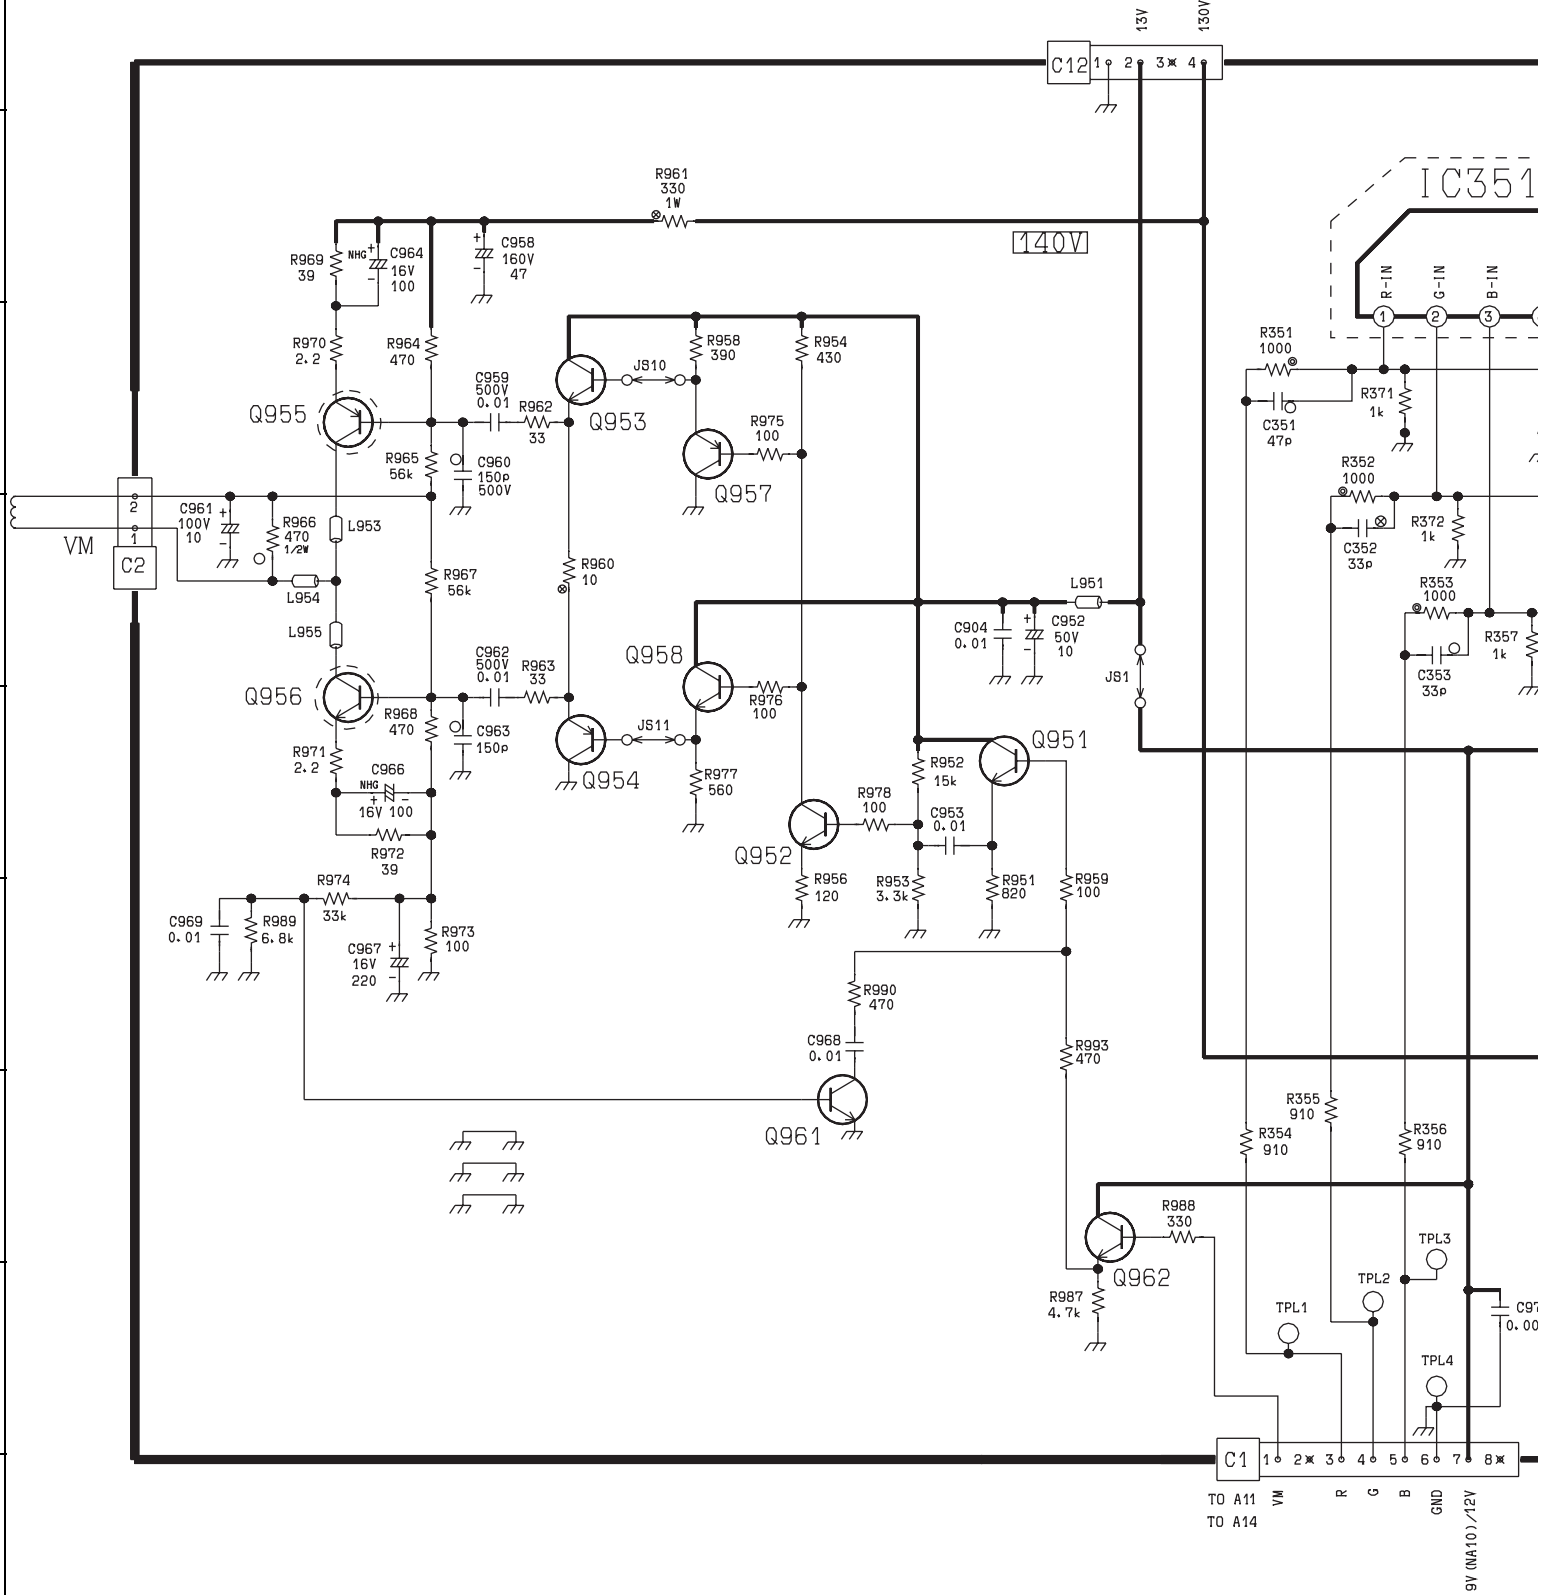 13V
130V
C12
1
2
3
4
R961
330
1W
140V
IC351
R-IN
G-IN
B-IN
1
2
3
R969
39
NHG
+
C964
16V
100
-
+
C958
160V
47
-
R970
2.2
R964
470
R958
390
R954
430
R351
1000
JS10
C959
500V
0.01
R962
33
Q955
Q953
R371
1k
C351
47p
R975
100
R965
56k
C960
150p
500V
Q957
R352
1000
C961
100V
10
+
-
R966
470
1/2W
L953
R372
1k
C352
33p
2
1
VM
C2
L954
R967
56k
R960
10
L951
R353
1000
L955
C904
0.01
+
C952
50V
10
-
R357
1k
Q958
C962
500V
0.01
R963
33
JS1
C353
33p
Q956
R976
100
R968
470
C963
150p
JS11
Q951
R971
2.2
C966
NHG
+
-
16V 100
Q954
R977
560
R952
15k
R978
100
C953
0.01
R972
39
Q952
R974
33k
R956
120
R953
3.3k
R951
820
R959
100
C969
0.01
R989
6.8k
C967
16V
220
+
-
R973
100
R990
470
C968
0.01
R993
470
Q961
R355
910
R354
910
R356
910
R988
330
Q962
TPL3
TPL2
R987
4.7k
TPL1
C97
0.00
TPL4
C1
1
2
3
4
5
6
7
8
TO A11
TO A14
VM
R
G
B
GND
9V(NA10)/12V